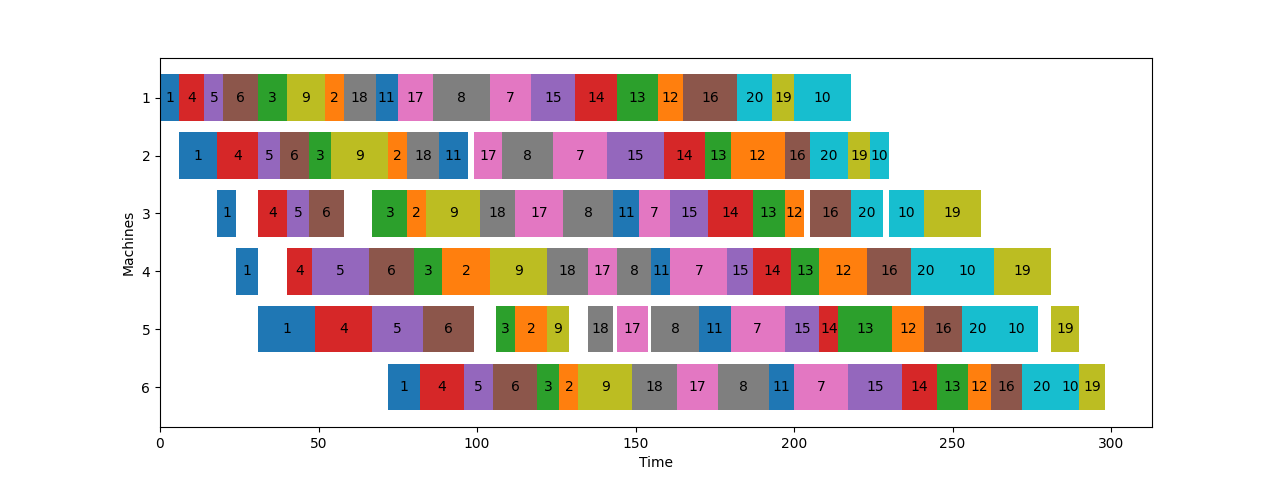 1 1 4 5 6 3 9 2 18 11 17 8 7 15 14 13 12 16 20 19 10
2 1 4 5 6 3 9 2 18 11 17 8 7 15 14 13 12 16 20 19 10
3 1 4 5 6 3 2 9 18 17 8 11 7 15 14 13 12 16 20 10 19
4 1 4 5 6 3 2 9 18 17 8 11 7 15 14 13 12 16 20 10 19
5 1 4 5 6 3 2 9 18 17 8 11 7 15 14 13 12 16 20 10 19
6 1 4 5 6 3 2 9 18 17 8 11 7 15 14 13 12 16 20 10 19
0 50 100 150 200 250 300
Time
Machines